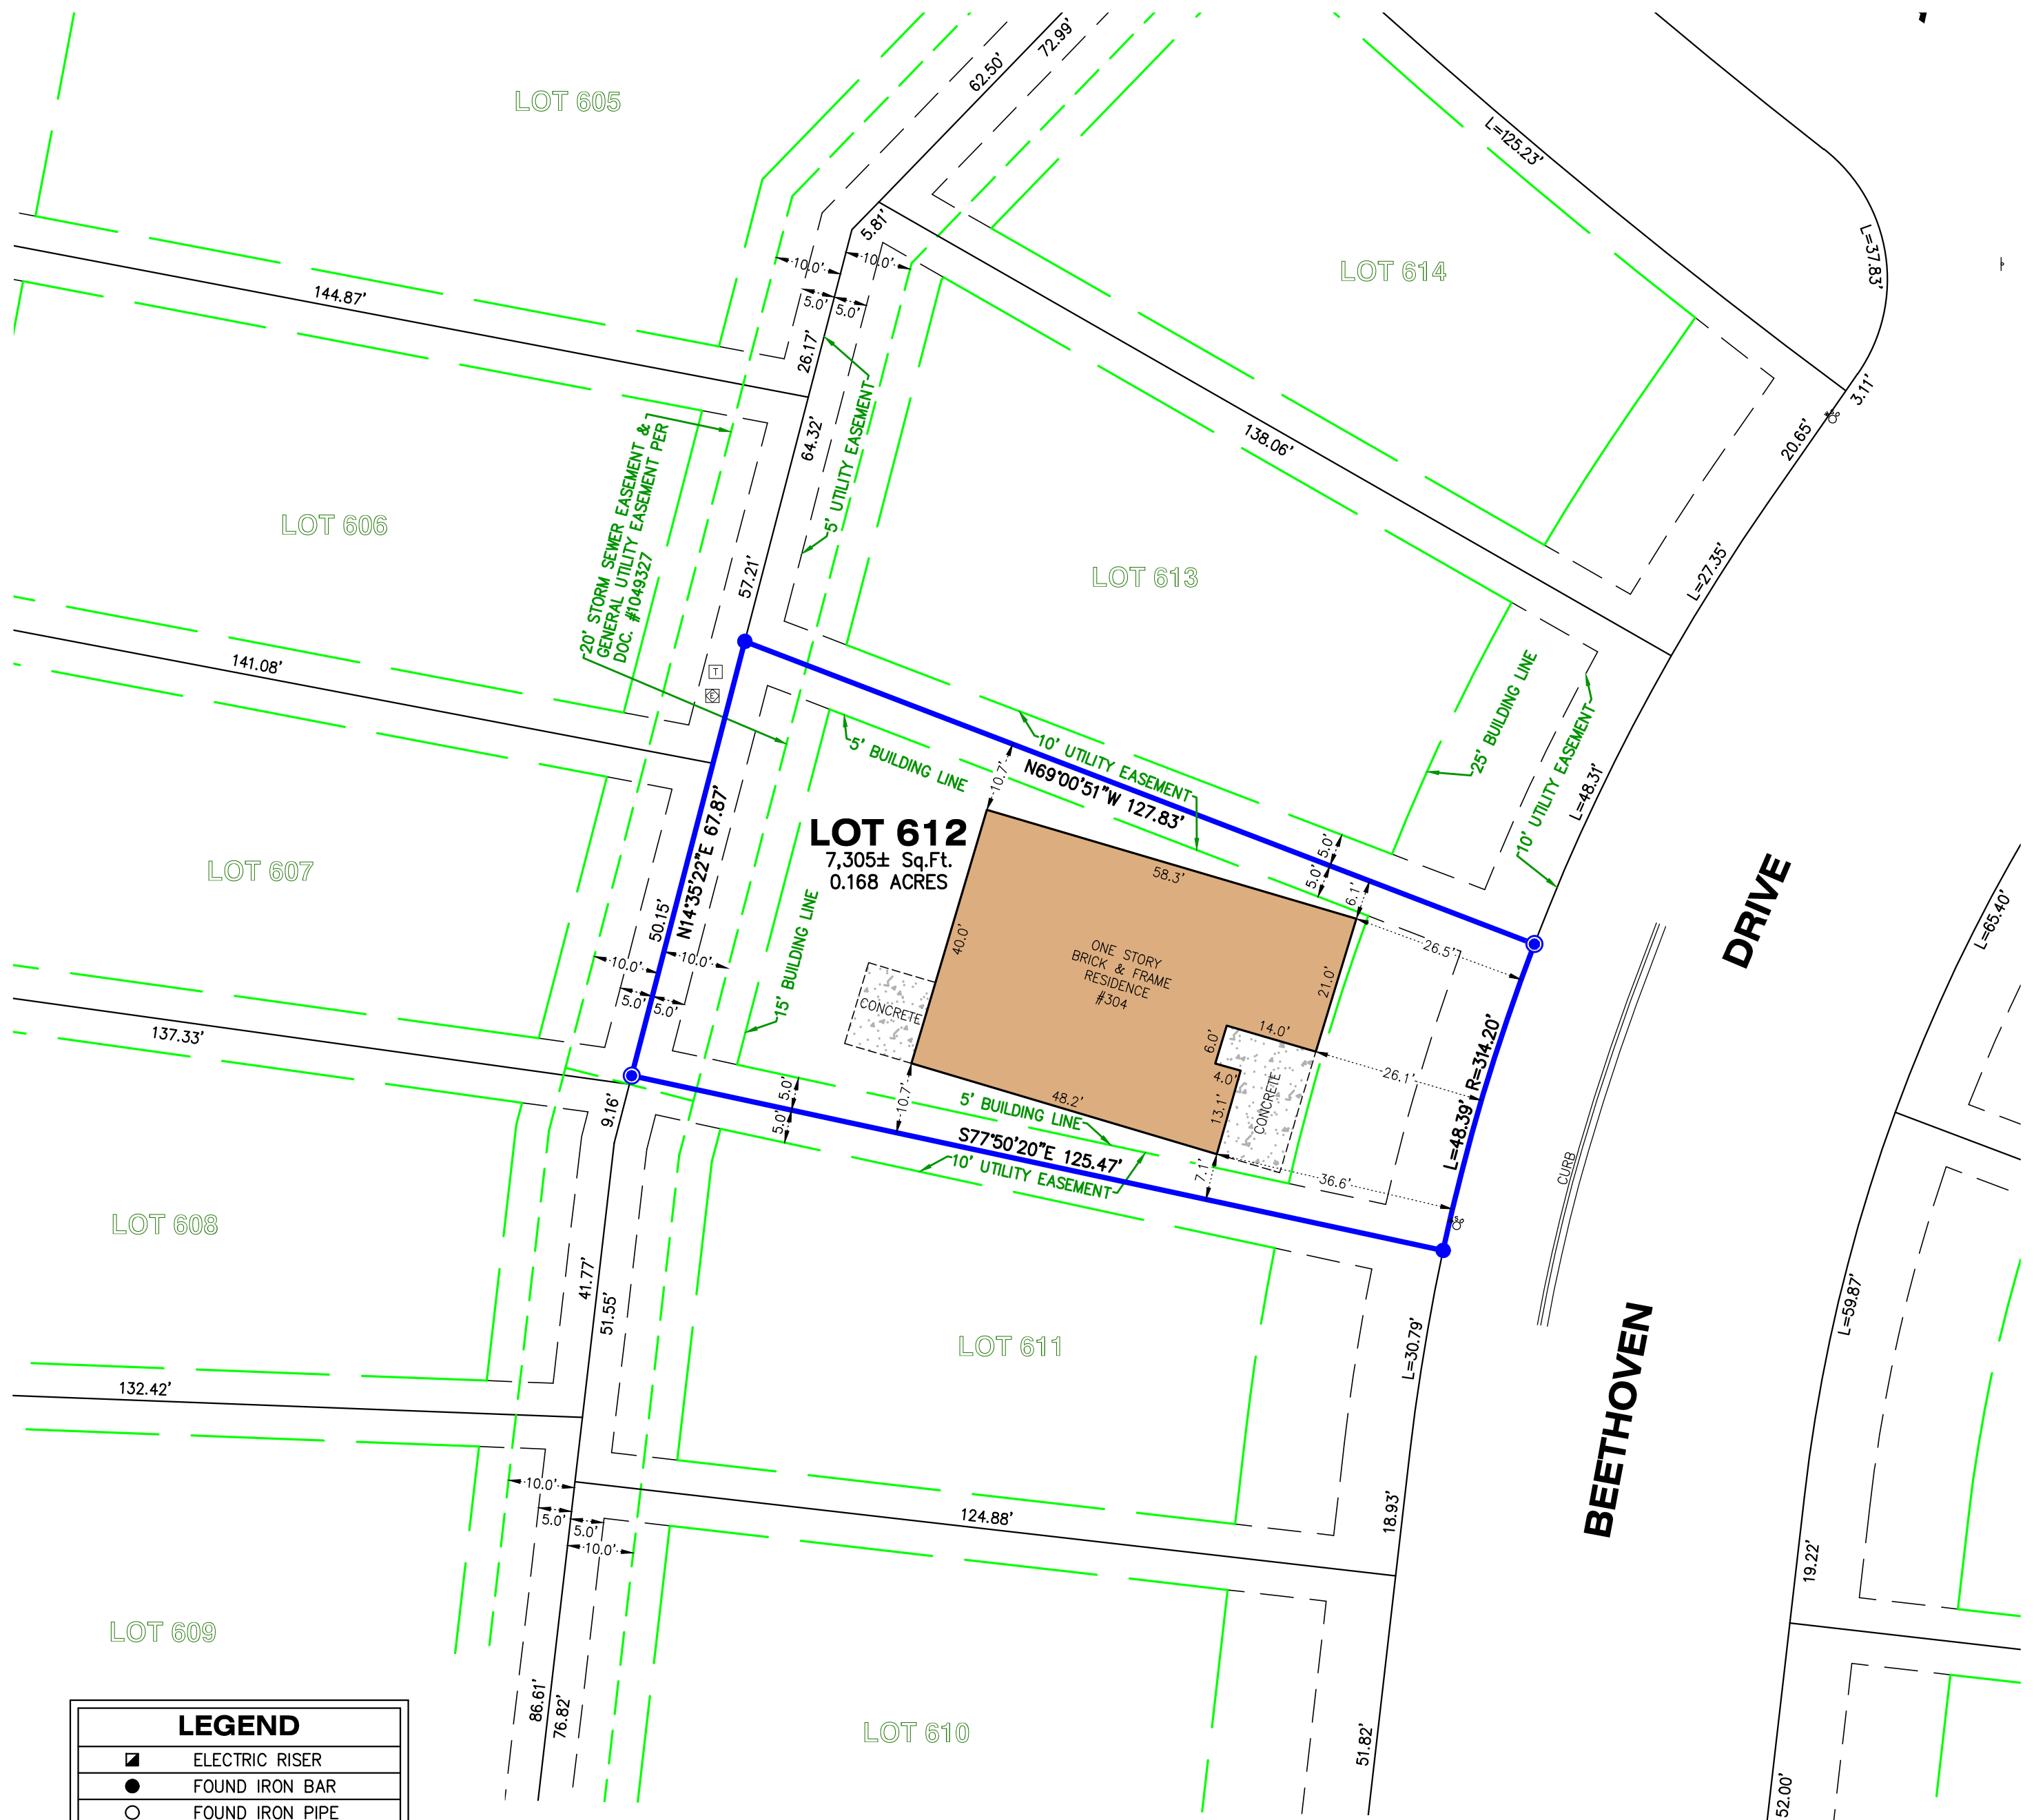 LOT 605
62.50'
72.99'
L=125.23'
L=37.83'
5.81'
LOT 614
10.0'
10.0'
5.0'
5.0'
144.87'
26.17'
3.11'
20.65'
64.32'
5' UTILITY EASEMENT
138.06'
LOT 606
20' STORM SEWER EASEMENT &
GENERAL UTILITY EASEMENT PER
DOC. #1049327
57.21'
LOT 613
L=27.35'
141.08'
T
E
25' BUILDING LINE
10' UTILITY EASEMENT
L=48.31'
5' BUILDING LINE
10' UTILITY EASEMENT
N69°00'51"W 127.83'
10.7'
LOT 612
7,305± Sq.Ft.
0.168 ACRES
N14°35'22"E 67.87'
50.15'
LOT 607
58.3'
5.0'
5.0'
6.1'
26.5'
DRIVE
L=65.40'
15' BUILDING LINE
40.0'
ONE STORY
BRICK & FRAME
RESIDENCE
#304
21.0'
10.0'
10.0'
5.0'
5.0'
CONCRETE
14.0'
6.0'
4.0'
13.1'
CONCRETE
26.1'
L=48.39' R=314.20'
137.33'
9.16'
5.0'
5.0'
10.7'
5' BUILDING LINE
48.2'
S77°50'20"E 125.47'
10' UTILITY EASEMENT
7.1'
36.6'
CURB
LOT 608
41.77'
51.55'
LOT 611
L=30.79'
BEETHOVEN
L=59.87'
132.42'
10.0'
5.0'
5.0'
10.0'
124.88'
18.93'
19.22'
LOT 609
86.61'
76.82'
LOT 610
51.82'
52.00'
LEGEND
ELECTRIC RISER
FOUND IRON BAR
FOUND IRON PIPE